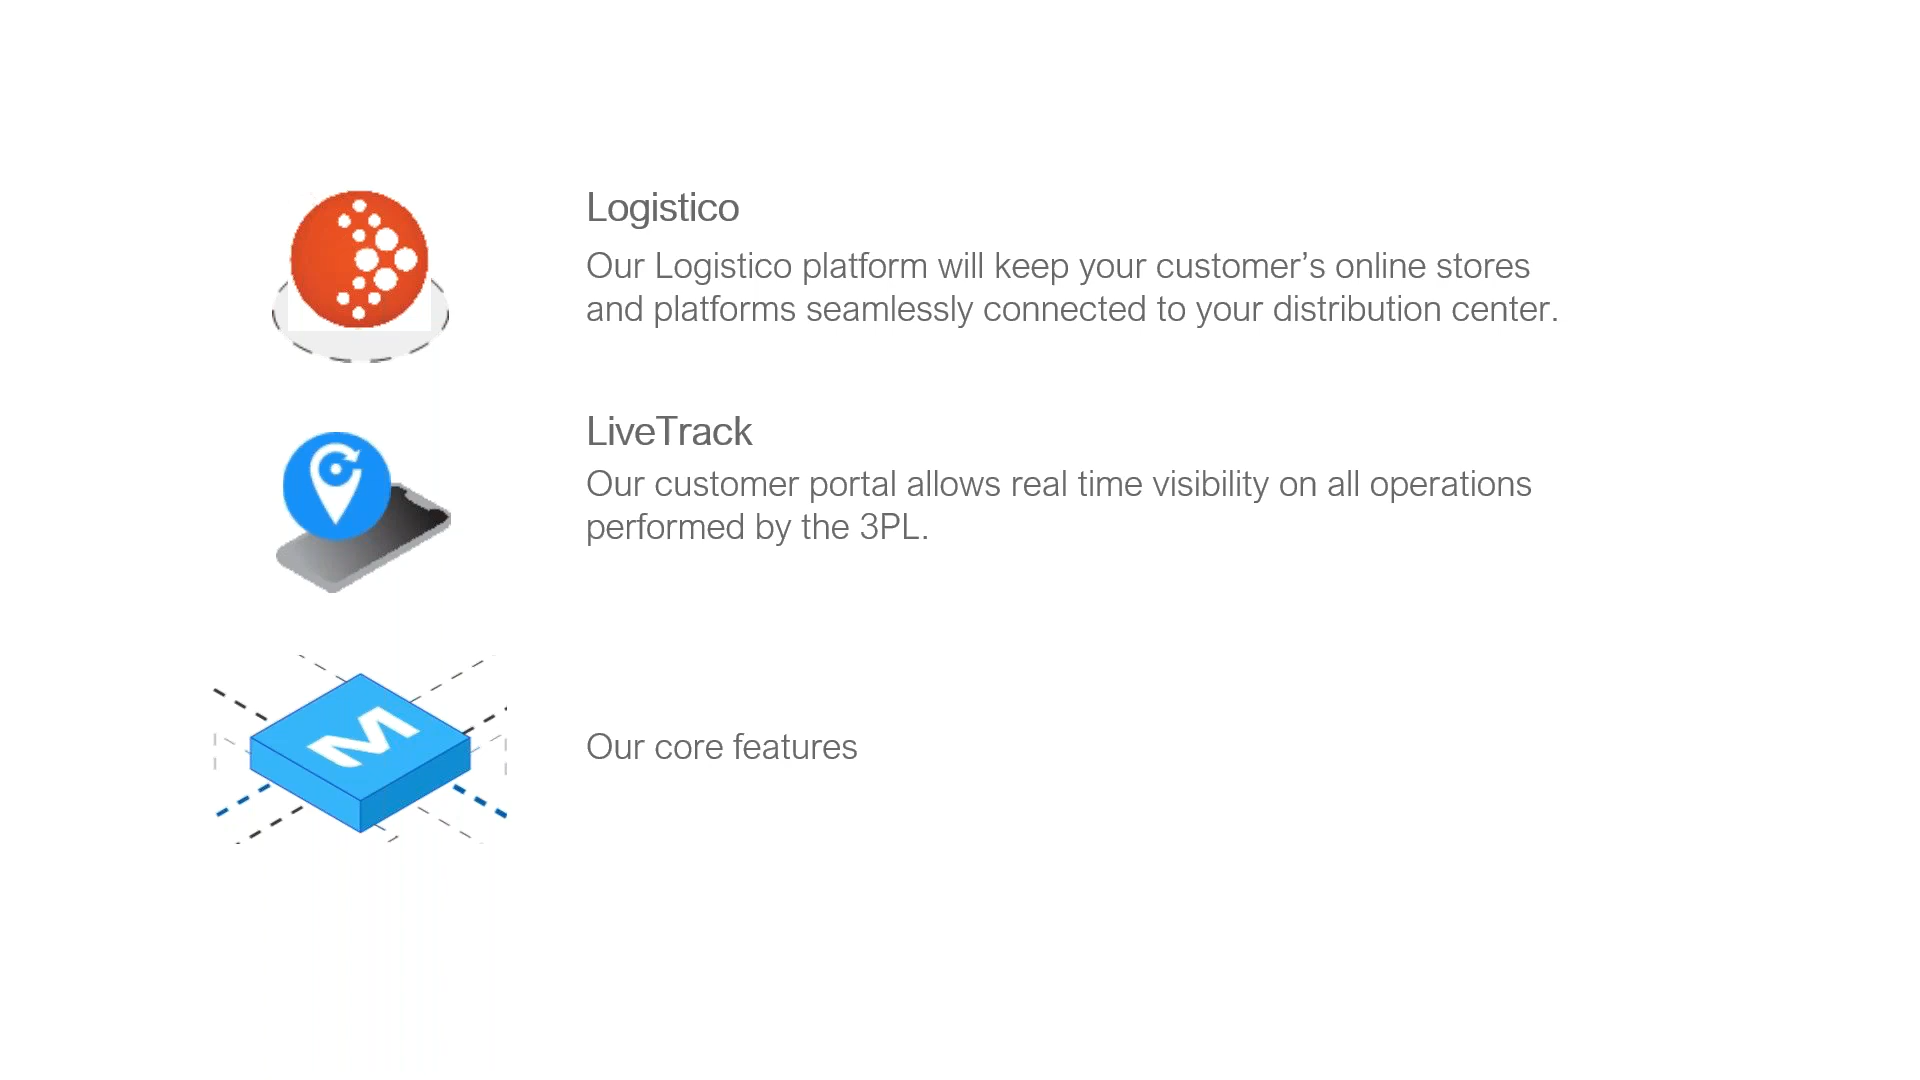 Logistico
Our Logistico platform will keep your customer’s online stores
and platforms seamlessly connected to your distribution center.
LiveTrack
Our customer portal allows real time visibility on all operations
performed by the 3PL.
M
Our core features